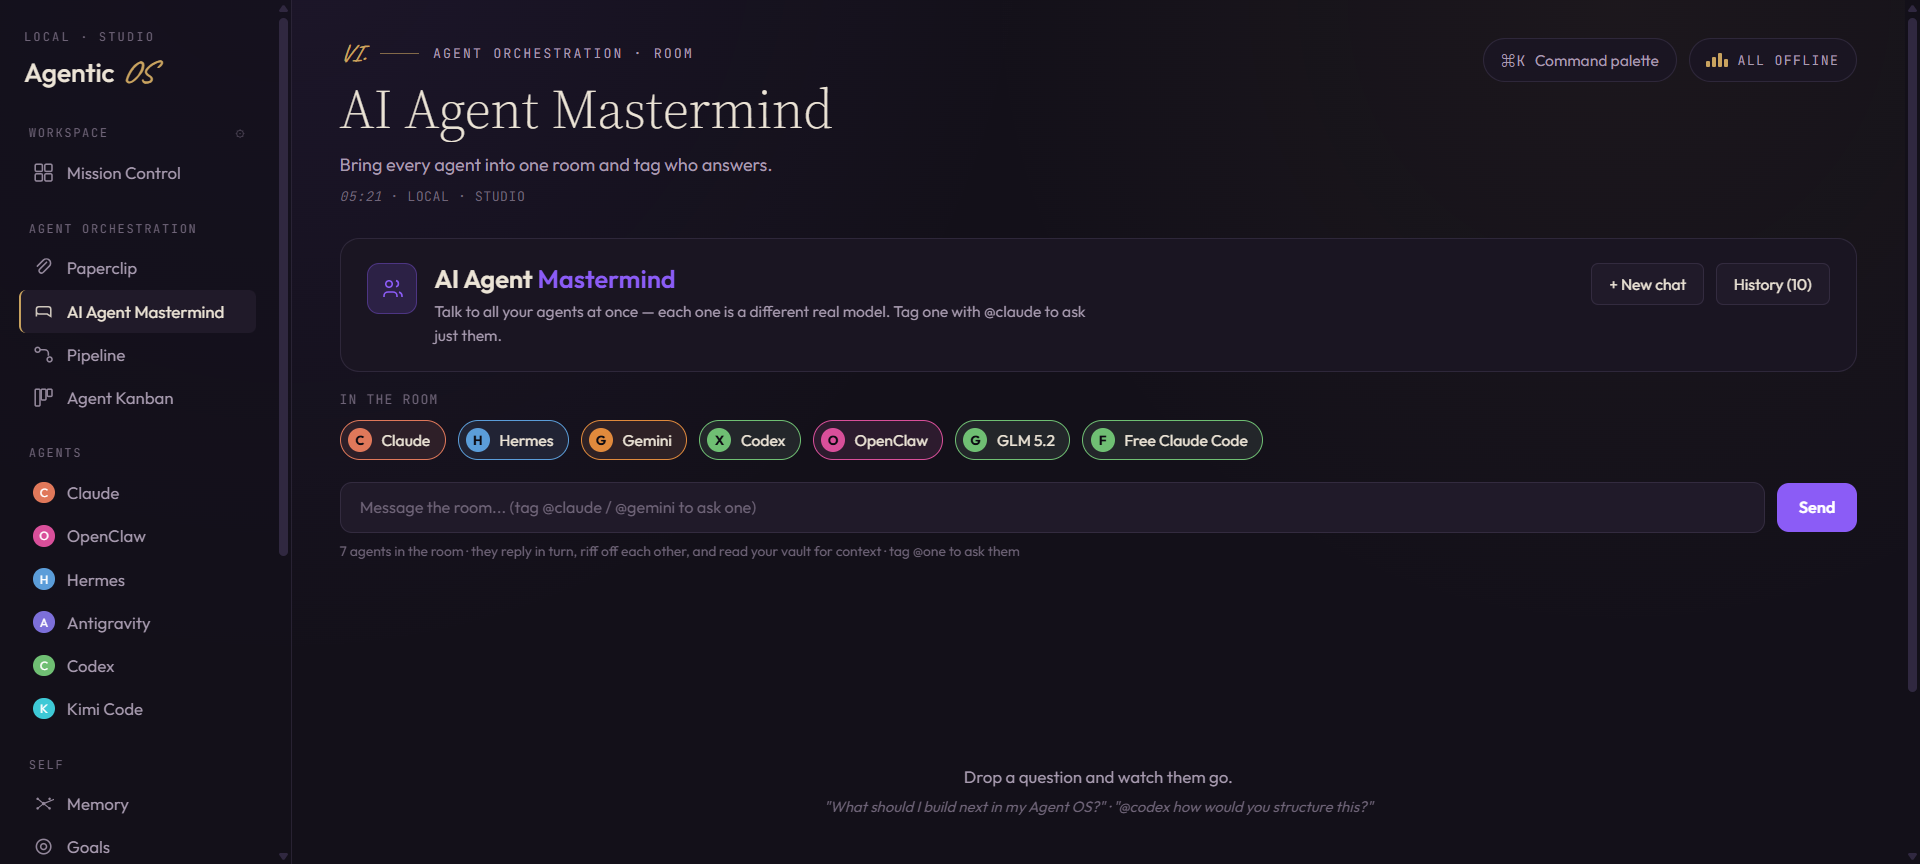 LOCAL · STUDIO
Agentic OS
WORKSPACE
Mission Control
AGENT ORCHESTRATION
Paperclip
AI Agent Mastermind
Pipeline
Agent Kanban
AGENTS
C Claude
O OpenClaw
H Hermes
A Antigravity
C Codex
K Kimi Code
SELF
Memory
Goals
VI. AGENT ORCHESTRATION · ROOM
⌘K Command palette
ALL OFFLINE
AI Agent Mastermind
Bring every agent into one room and tag who answers.
05:21 · LOCAL · STUDIO
AI Agent Mastermind
Talk to all your agents at once — each one is a different real model. Tag one with @claude to ask
just them.
+ New chat
History (10)
IN THE ROOM
C Claude
H Hermes
G Gemini
X Codex
O OpenClaw
G GLM 5.2
F Free Claude Code
Message the room... (tag @claude / @gemini to ask one)
Send
7 agents in the room · they reply in turn, riff off each other, and read your vault for context · tag @one to ask them
Drop a question and watch them go.
"What should I build next in my Agent OS?" · "@codex how would you structure this?"